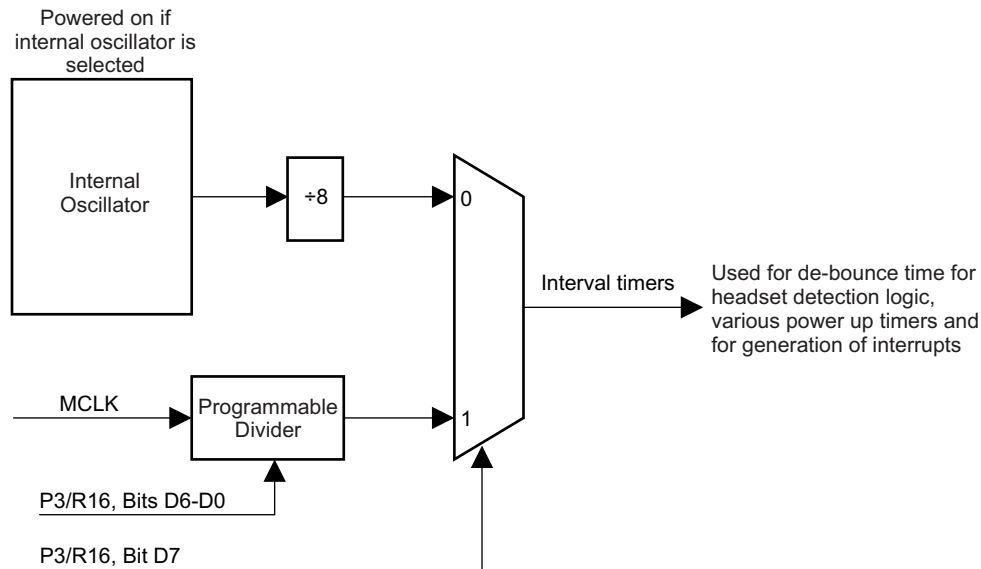 Powered on if
internal oscillator is
selected
Internal
Oscillator
÷8
0
Interval timers
Used for de-bounce time for
headset detection logic,
various power up timers and
for generation of interrupts
MCLK
Programmable
Divider
1
P3/R16, Bits D6-D0
P3/R16, Bit D7